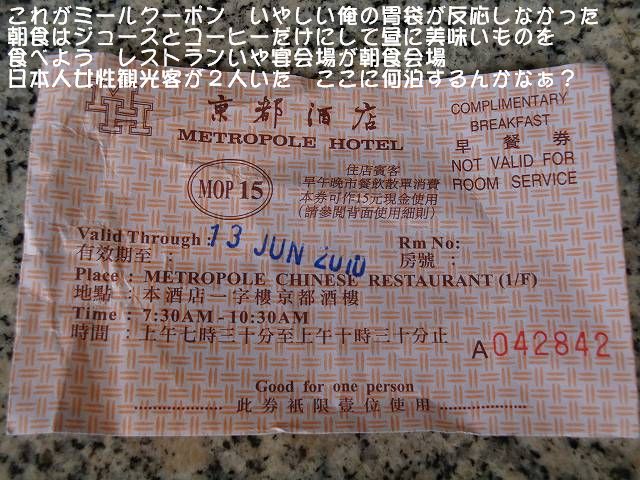 これがミールクーポン　いやしい俺の胃袋が反応しなかった
朝食はジュースとコーヒーだけにして昼に美味いものを
食べよう　レストランいや宴会場が朝食会場
日本人女性観光客が２人いた　ここに何泊するんかなぁ？
京都酒店
METROPOLE HOTEL
COMPLIMENTARY
BREAKFAST
早餐券
NOT VALID FOR
ROOM SERVICE
MOP 15
住店賓客
早午晚市餐飲散單消費
本券可作15元現金使用
(請參閱背面使用細則)
Valid Through : 13 JUN 2010 Rm No:
有效期至 : 房號 :
Place : METROPOLE CHINESE RESTAURANT (1/F)
地點 : 本酒店一字樓京都酒樓
Time : 7:30AM - 10:30AM
時間 : 上午七時三十分至上午十時三十分止
A 042842
Good for one person
此券祇限壹位使用